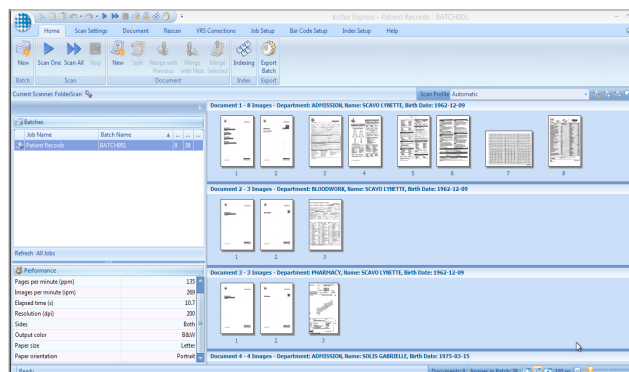 Kofax Express - Patient Records - BATCH001
Home Scan Settings Document Rescan VRS Corrections Job Setup Bar Code Setup Index Setup Help
New Scan One Scan All Stop New Split Merge with Previous Merge with Next Merge Selected Indexing Export Batch
Batch Scan Document Index Export
Current Scanner: FolderScan
Scan Profile Automatic
Batches
Job Name Batch Name ... ... ...
Patient Records BATCH001 8 38
Refresh All Jobs
Performance
Pages per minute (ppm) 135
Images per minute (ipm) 269
Elapsed time (s) 10.7
Resolution (dpi) 200
Sides Both
Output color B&W
Paper size Letter
Paper orientation Portrait
Document 1 - 8 Images - Department: ADMISSION, Name: SCAVO LYNETTE, Birth Date: 1962-12-09
1 2 3 4 5 6 7 8
Document 2 - 3 Images - Department: BLOODWORK, Name: SCAVO LYNETTE, Birth Date: 1962-12-09
1 2 3
Document 3 - 3 Images - Department: PHARMACY, Name: SCAVO LYNETTE, Birth Date: 1962-12-09
1 2 3
Document 4 - 4 Images - Department: ADMISSION, Name: SOLIS GABRIELLE, Birth Date: 1975-03-15
Ready